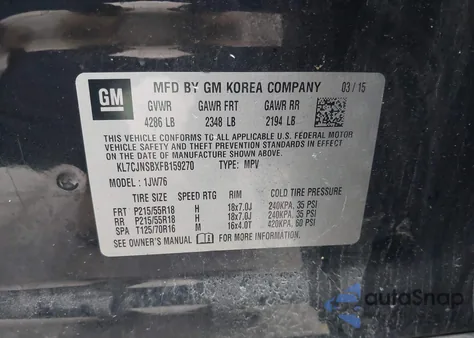 GM MFD BY GM KOREA COMPANY 03/15
GVWR GAWR FRT GAWR RR
4286 LB 2348 LB 2194 LB
THIS VEHICLE CONFORMS TO ALL APPLICABLE U.S. FEDERAL MOTOR
VEHICLE SAFETY AND THEFT PREVENTION STANDARDS IN EFFECT
ON THE DATE OF MANUFACTURE SHOWN ABOVE.
KL7CJNSBXFB159270 TYPE: MPV
MODEL: 1JW76
TIRE SIZE SPEED RTG RIM COLD TIRE PRESSURE
FRT P215/55R18 H 18x7.0J 240KPA, 35 PSI
RR P215/55R18 H 18x7.0J 240KPA, 35 PSI
SPA T125/70R16 M 16x4.0T 420KPA, 60 PSI
SEE OWNER'S MANUAL FOR MORE INFORMATION.
autoSnap